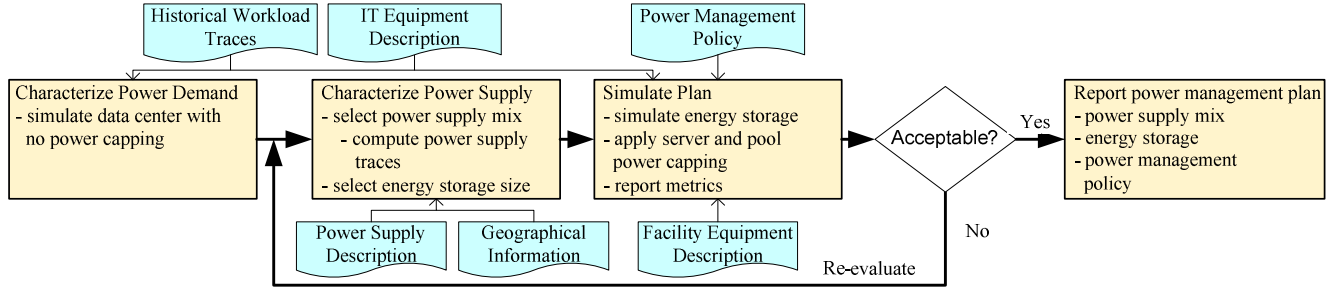 Historical Workload
Traces
IT Equipment
Description
Power Management
Policy
Characterize Power Demand
- simulate data center with
no power capping
Characterize Power Supply
- select power supply mix
- compute power supply
traces
- select energy storage size
Simulate Plan
- simulate energy storage
- apply server and pool
power capping
- report metrics
Acceptable?
Yes
Report power management plan
- power supply mix
- energy storage
- power management
policy
Power Supply
Description
Geographical
Information
Facility Equipment
Description
No
Re-evaluate